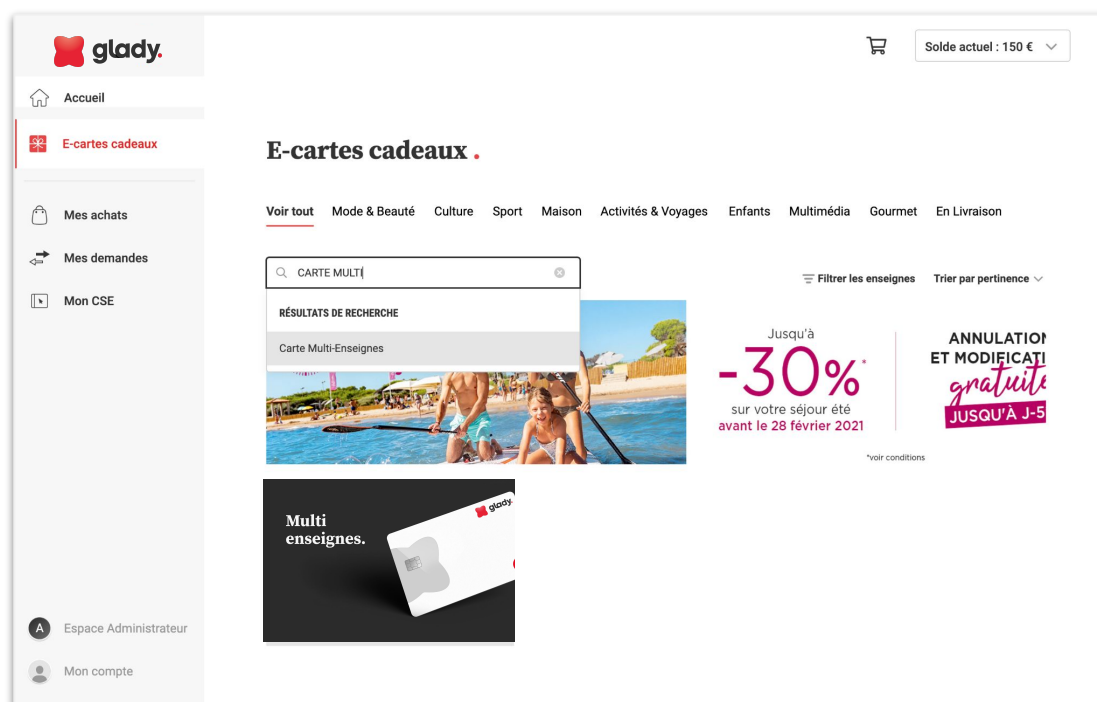 glady.
Solde actuel : 150 €
Accueil
E-cartes cadeaux
Mes achats
Mes demandes
Mon CSE
Espace Administrateur
A
Mon compte
E-cartes cadeaux .
Voir tout Mode & Beauté Culture Sport Maison Activités & Voyages Enfants Multimédia Gourmet En Livraison
CARTE MULTI
Filtrer les enseignes Trier par pertinence
RÉSULTATS DE RECHERCHE
Carte Multi-Enseignes
Jusqu'à
-30%*
sur votre séjour été
avant le 28 février 2021
ANNULATION
ET MODIFICATI
gratuite
JUSQU'À J-5
*voir conditions
Multi
enseignes.
glady.